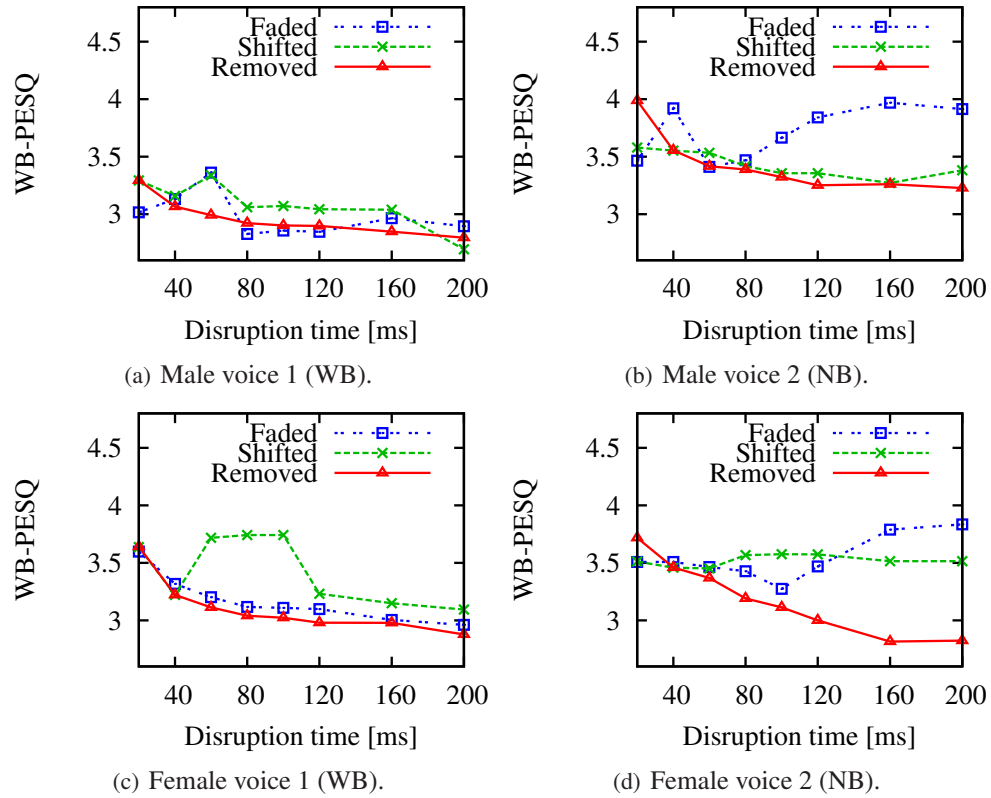 4.5
4
3.5
3
WB-PESQ
Faded
Shifted
Removed
40 80 120 160 200
Disruption time [ms]
(a) Male voice 1 (WB).
4.5
4
3.5
3
WB-PESQ
Faded
Shifted
Removed
40 80 120 160 200
Disruption time [ms]
(b) Male voice 2 (NB).
4.5
4
3.5
3
WB-PESQ
Faded
Shifted
Removed
40 80 120 160 200
Disruption time [ms]
(c) Female voice 1 (WB).
4.5
4
3.5
3
WB-PESQ
Faded
Shifted
Removed
40 80 120 160 200
Disruption time [ms]
(d) Female voice 2 (NB).